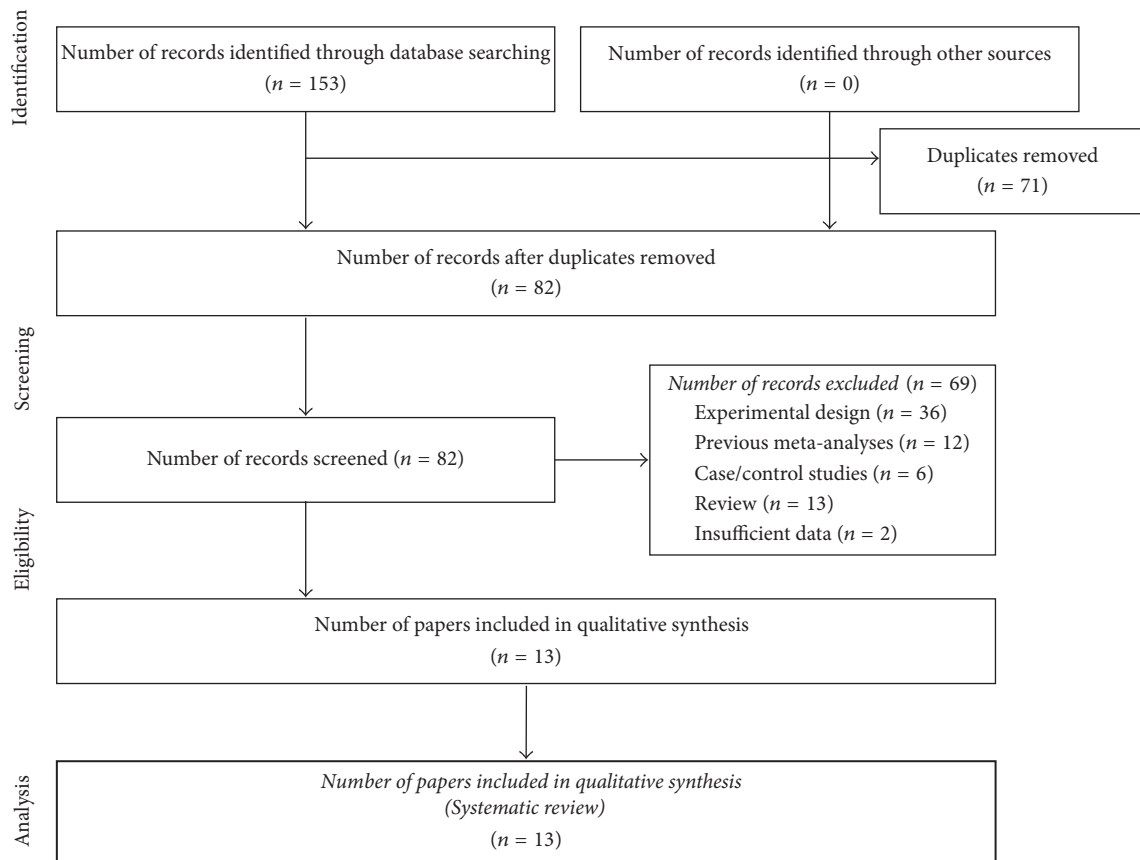 Identification
Number of records identified through database searching
(n = 153)
Number of records identified through other sources
(n = 0)
Duplicates removed
(n = 71)
Number of records after duplicates removed
(n = 82)
Screening
Number of records screened (n = 82)
Number of records excluded (n = 69)
Experimental design (n = 36)
Previous meta-analyses (n = 12)
Case/control studies (n = 6)
Review (n = 13)
Insufficient data (n = 2)
Eligibility
Number of papers included in qualitative synthesis
(n = 13)
Analysis
Number of papers included in qualitative synthesis
(Systematic review)
(n = 13)